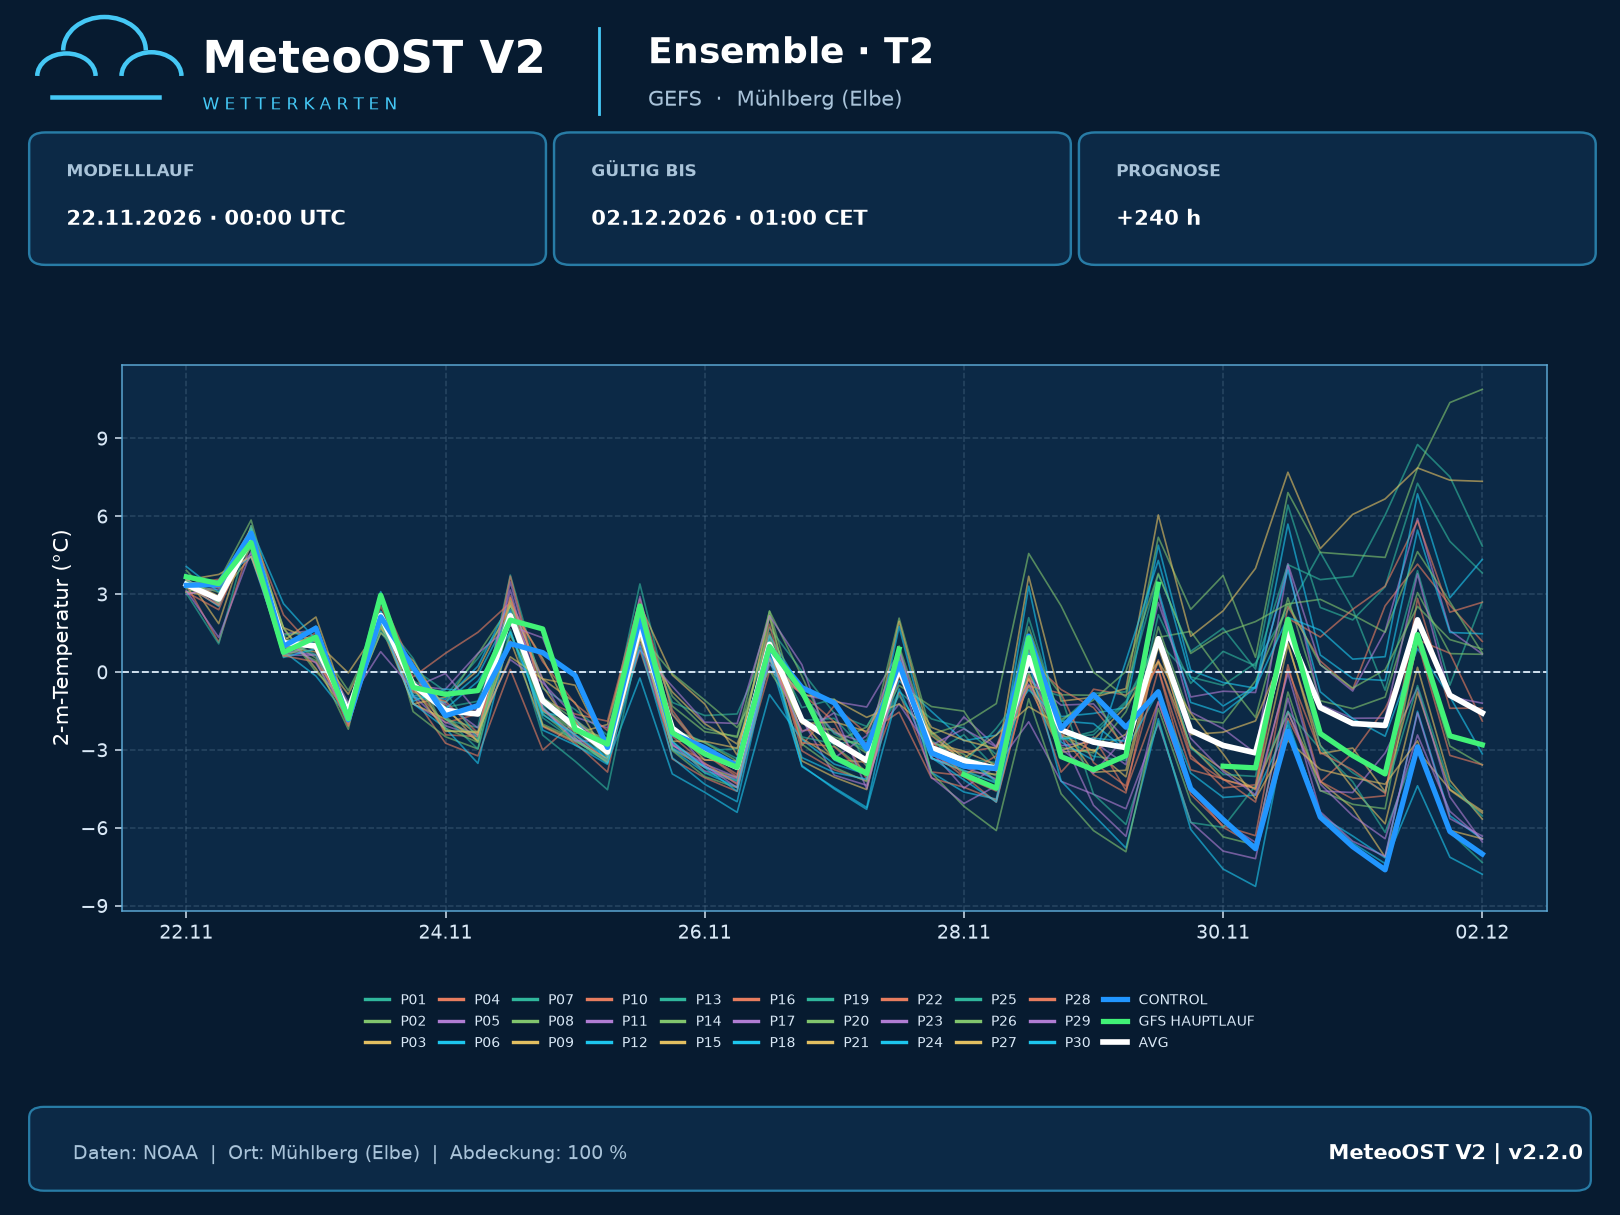 MeteoOST V2
WETTERKARTEN
Ensemble · T2
GEFS · Mühlberg (Elbe)
MODELLLAUF
22.11.2026 · 00:00 UTC
GÜLTIG BIS
02.12.2026 · 01:00 CET
PROGNOSE
+240 h
2-m-Temperatur (°C)
9
6
3
0
−3
−6
−9
22.11 24.11 26.11 28.11 30.11 02.12
P01 P04 P07 P10 P13 P16 P19 P22 P25 P28 CONTROL
P02 P05 P08 P11 P14 P17 P20 P23 P26 P29 GFS HAUPTLAUF
P03 P06 P09 P12 P15 P18 P21 P24 P27 P30 AVG
Daten: NOAA | Ort: Mühlberg (Elbe) | Abdeckung: 100 %
MeteoOST V2 | v2.2.0